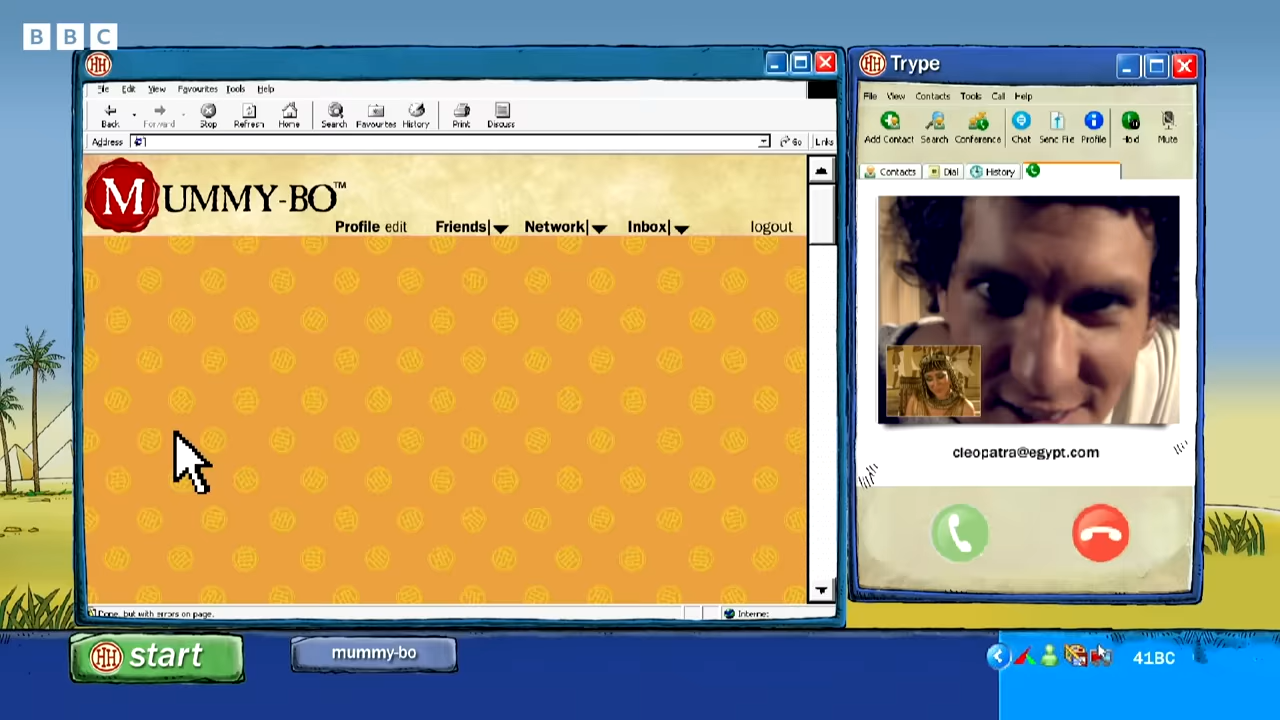 BBC
HH
HH Trype
File Edit View Favourites Tools Help
File View Contacts Tools Call Help
Back Forward Stop Refresh Home Search Favourites History Print Discuss
Add Contact Search Conference Chat Send File Profile Hold Mute
Address Go Links
Contacts Dial History
MUMMY-BO™
Profile edit Friends Network Inbox logout
cleopatra@egypt.com
Done, but with errors on page. Internet
HH start mummy-bo 41BC